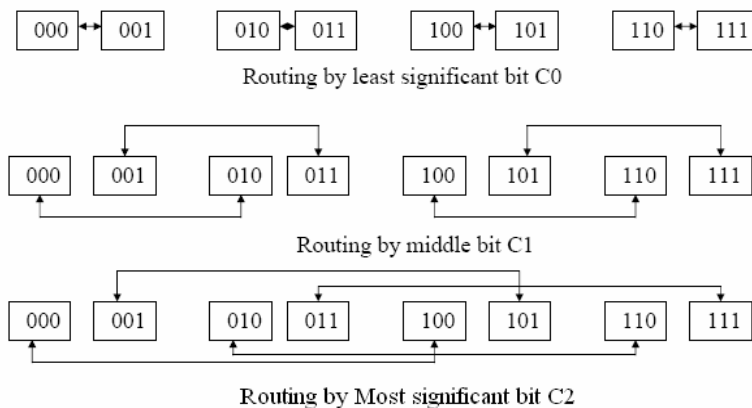 000 001 010 011 100 101 110 111
Routing by least significant bit C0
000 001 010 011 100 101 110 111
Routing by middle bit C1
000 001 010 011 100 101 110 111
Routing by Most significant bit C2